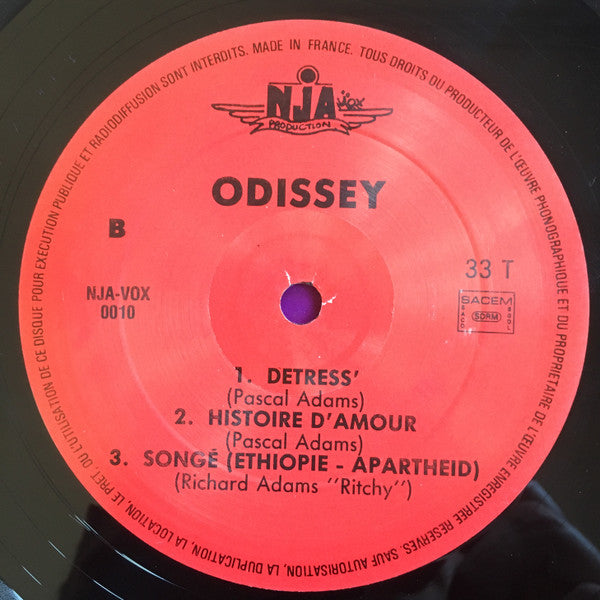 NJA VOX
PRODUCTION
ODISSEY
B
33 T
NJA-VOX
0010
SACEM
SDRM
1. DETRESS'
(Pascal Adams)
2. HISTOIRE D'AMOUR
(Pascal Adams)
3. SONGÉ (ETHIOPIE - APARTHEID)
(Richard Adams "Ritchy")
MADE IN FRANCE. TOUS DROITS DU PRODUCTEUR DE L'ŒUVRE PHONOGRAPHIQUE ET DU PROPRIETAIRE DE L'ŒUVRE ENREGISTREE RESERVES. SAUF AUTORISATION, LA DUPLICATION, LA LOCATION, LE PRET OU L'UTILISATION DE CE DISQUE POUR EXECUTION PUBLIQUE ET RADIODIFFUSION SONT INTERDITS.